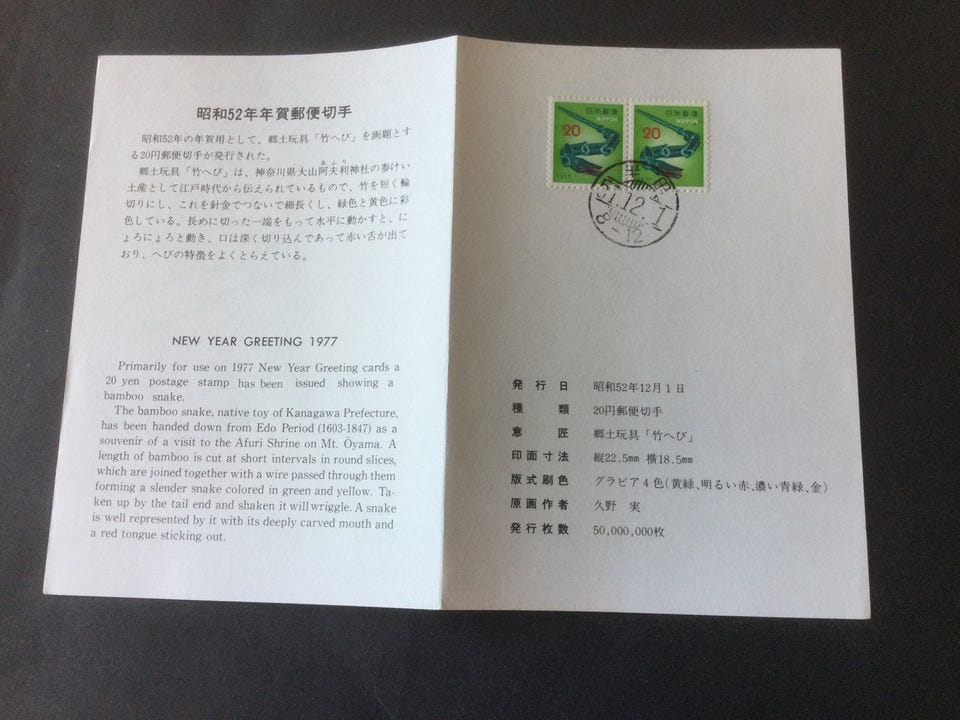 昭和52年年賀郵便切手
昭和52年の年賀用として、郷土玩具「竹へび」を画題とす
る20円郵便切手が発行された。
郷土玩具「竹へび」は、神奈川県大山阿夫利神社の参けい
あふり
土産として江戸時代から伝えられているもので、竹を短く輪
切りにし、これを針金でつないで細長くし、緑色と黄色に彩
色している。長めに切った一端をもって水平に動かすと、に
ょろにょろと動き、口は深く切り込んであって赤い舌が出て
おり、へびの特徴をよくとらえている。
NEW YEAR GREETING 1977
Primarily for use on 1977 New Year Greeting cards a
20 yen postage stamp has been issued showing a
bamboo snake.
The bamboo snake, native toy of Kanagawa Prefecture,
has been handed down from Edo Period (1603-1847) as a
souvenir of a visit to the Afuri Shrine on Mt. Ōyama. A
length of bamboo is cut at short intervals in round slices,
which are joined together with a wire passed through them
forming a slender snake colored in green and yellow. Ta-
ken up by the tail end and shaken it will wriggle. A snake
is well represented by it with its deeply carved mouth and
a red tongue sticking out.
日本郵便
NIPPON
20
1977
日本郵便
NIPPON
20
12.1
8-12
発行日 昭和52年12月1日
種類 20円郵便切手
意匠 郷土玩具「竹へび」
印面寸法 縦22.5mm 横18.5mm
版式刷色 グラビア4色(黄緑、明るい赤、濃い青緑、金)
原画作者 久野 実
発行枚数 50,000,000枚